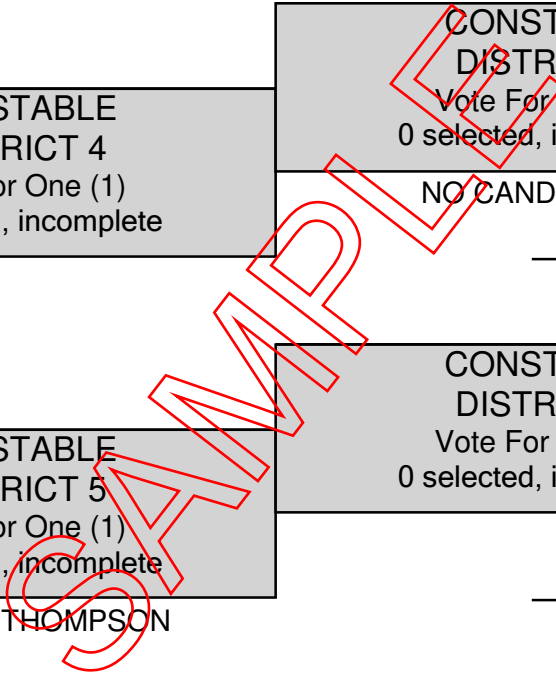 STABLE
RICT 4
or One (1)
, incomplete
STABLE
RICT 5
or One (1)
, incomplete
THOMPSON
CONST
DISTR
Vote For
0 selected, i
NO CAND
CONST
DISTR
Vote For
0 selected, i
SAMPLE